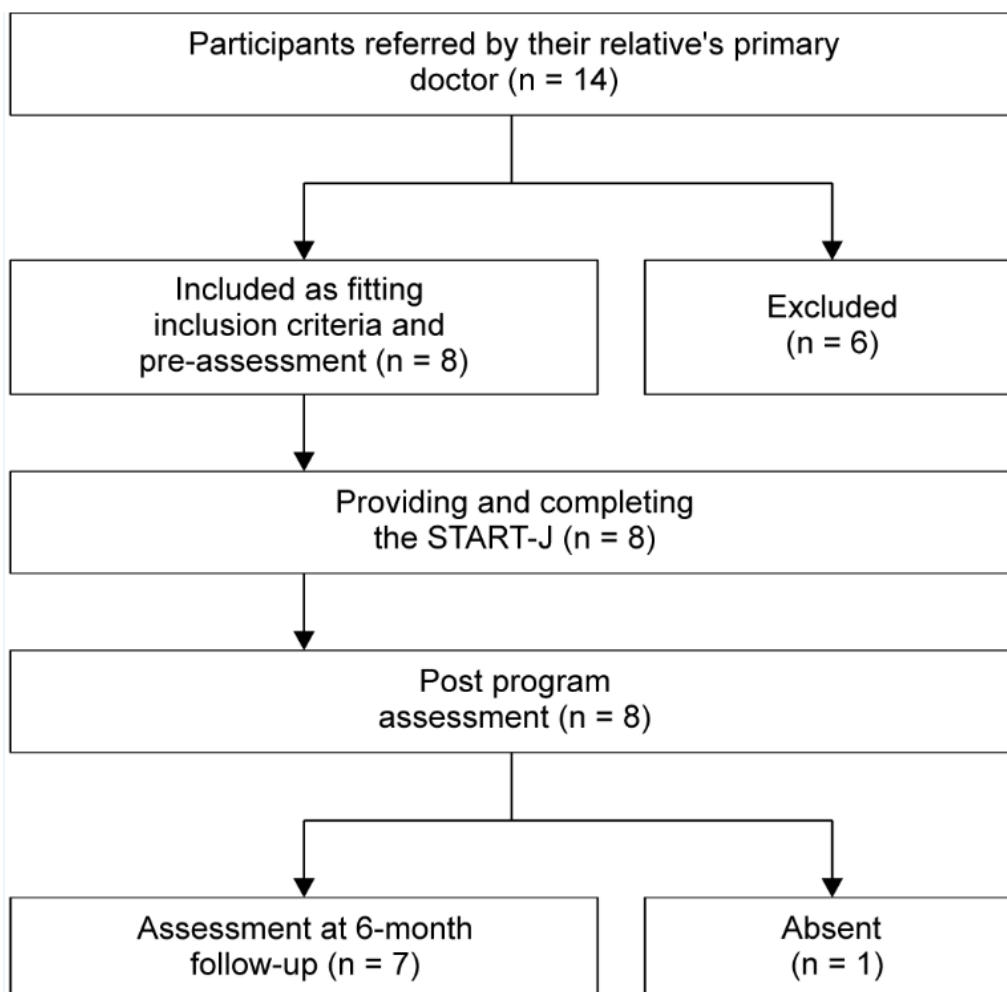 Participants referred by their relative's primary
doctor (n = 14)
Included as fitting
inclusion criteria and
pre-assessment (n = 8)
Excluded
(n = 6)
Providing and completing
the START-J (n = 8)
Post program
assessment (n = 8)
Assessment at 6-month
follow-up (n = 7)
Absent
(n = 1)